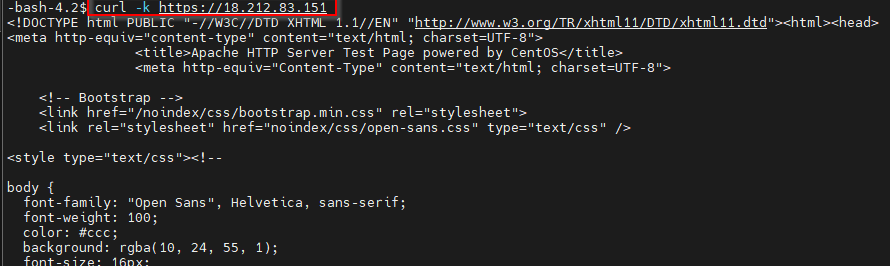 -bash-4.2$ curl -k https://18.212.83.151
<!DOCTYPE html PUBLIC "-//W3C//DTD XHTML 1.1//EN" "http://www.w3.org/TR/xhtml11/DTD/xhtml11.dtd"><html><head>
<meta http-equiv="content-type" content="text/html; charset=UTF-8">
<title>Apache HTTP Server Test Page powered by CentOS</title>
<meta http-equiv="Content-Type" content="text/html; charset=UTF-8">
<!-- Bootstrap -->
<link href="/noindex/css/bootstrap.min.css" rel="stylesheet">
<link rel="stylesheet" href="noindex/css/open-sans.css" type="text/css" />
<style type="text/css"><!--
body {
font-family: "Open Sans", Helvetica, sans-serif;
font-weight: 100;
color: #ccc;
background: rgba(10, 24, 55, 1);
font-size: 16px;